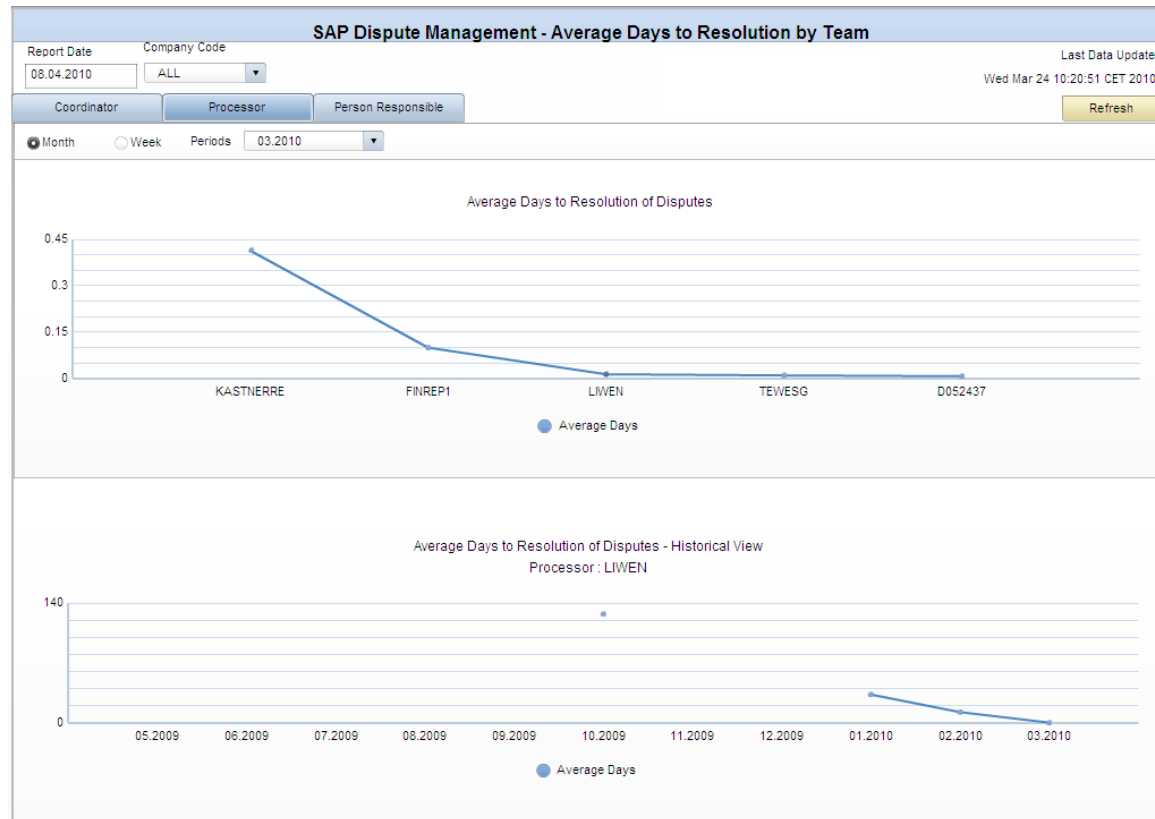 SAP Dispute Management - Average Days to Resolution by Team
Report Date
Company Code
Last Data Update
08.04.2010
ALL
Wed Mar 24 10:20:51 CET 2010
Coordinator
Processor
Person Responsible
Refresh
Month
Week
Periods
03.2010
Average Days to Resolution of Disputes
0.45
0.3
0.15
0
KASTNERRE
FINREP1
LIWEN
TEWESG
D052437
Average Days
Average Days to Resolution of Disputes - Historical View
Processor : LIWEN
140
0
05.2009
06.2009
07.2009
08.2009
09.2009
10.2009
11.2009
12.2009
01.2010
02.2010
03.2010
Average Days